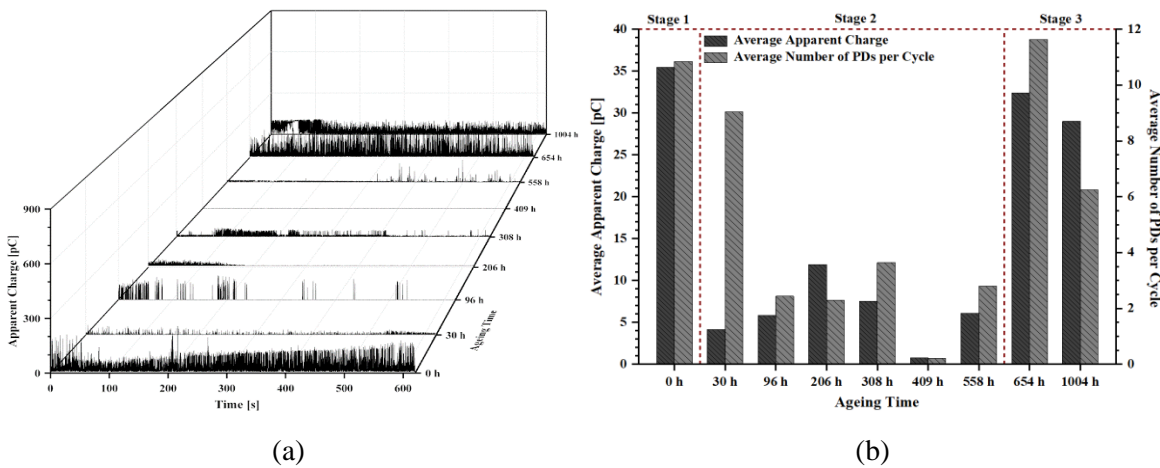 900
600
300
0
Apparent Charge [pC]
0
100
200
300
400
500
600
Time [s]
0 h
30 h
96 h
206 h
308 h
409 h
558 h
654 h
1004 h
Ageing Time
(a)
Stage 1
Stage 2
Stage 3
Average Apparent Charge
Average Number of PDs per Cycle
40
35
30
25
20
15
10
5
0
Average Apparent Charge [pC]
12
10
8
6
4
2
0
Average Number of PDs per Cycle
0 h 30 h 96 h 206 h 308 h 409 h 558 h 654 h 1004 h
Ageing Time
(b)